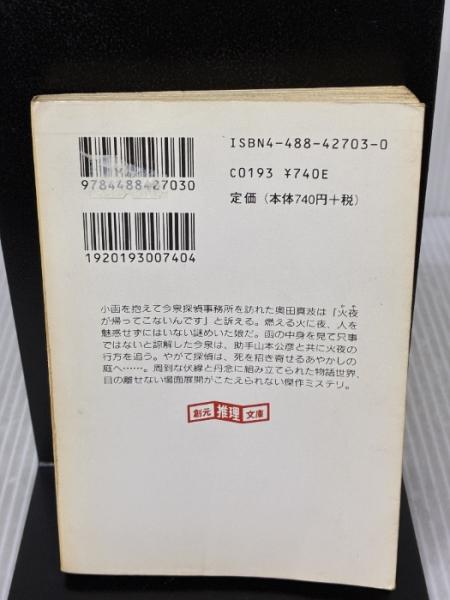 ISBN4-488-42703-0
C0193 ¥740E
定価(本体740円+税)
9784488427030
1920193007404
小函を抱えて今泉探偵事務所を訪れた奥田真波は『火夜
が帰ってこないんです』と訴える。燃える火に夜、人を
魅惑せずにはいない謎めいた娘だ。函の中身を見て只事
ではないと諒解した今泉は、助手山本公彦と共に火夜の
行方を追う。やがて探偵は、死を招き寄せるあやかしの
庭へ……。周到な伏線と丹念に組み立てられた物語世界、
目の離せない場面展開がこたえられない傑作ミステリ。
創元推理文庫